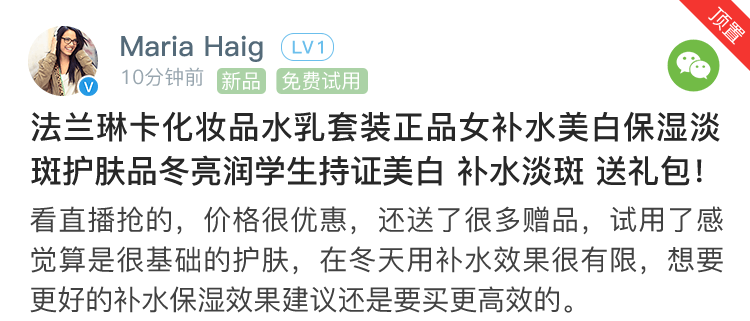 顶置
Maria Haig LV1
10分钟前 新品 免费试用
法兰琳卡化妆品水乳套装正品女补水美白保湿淡
斑护肤品冬亮润学生持证美白 补水淡斑 送礼包！
看直播抢的，价格很优惠，还送了很多赠品，试用了感
觉算是很基础的护肤，在冬天用补水效果很有限，想要
更好的补水保湿效果建议还是要买更高效的。
V